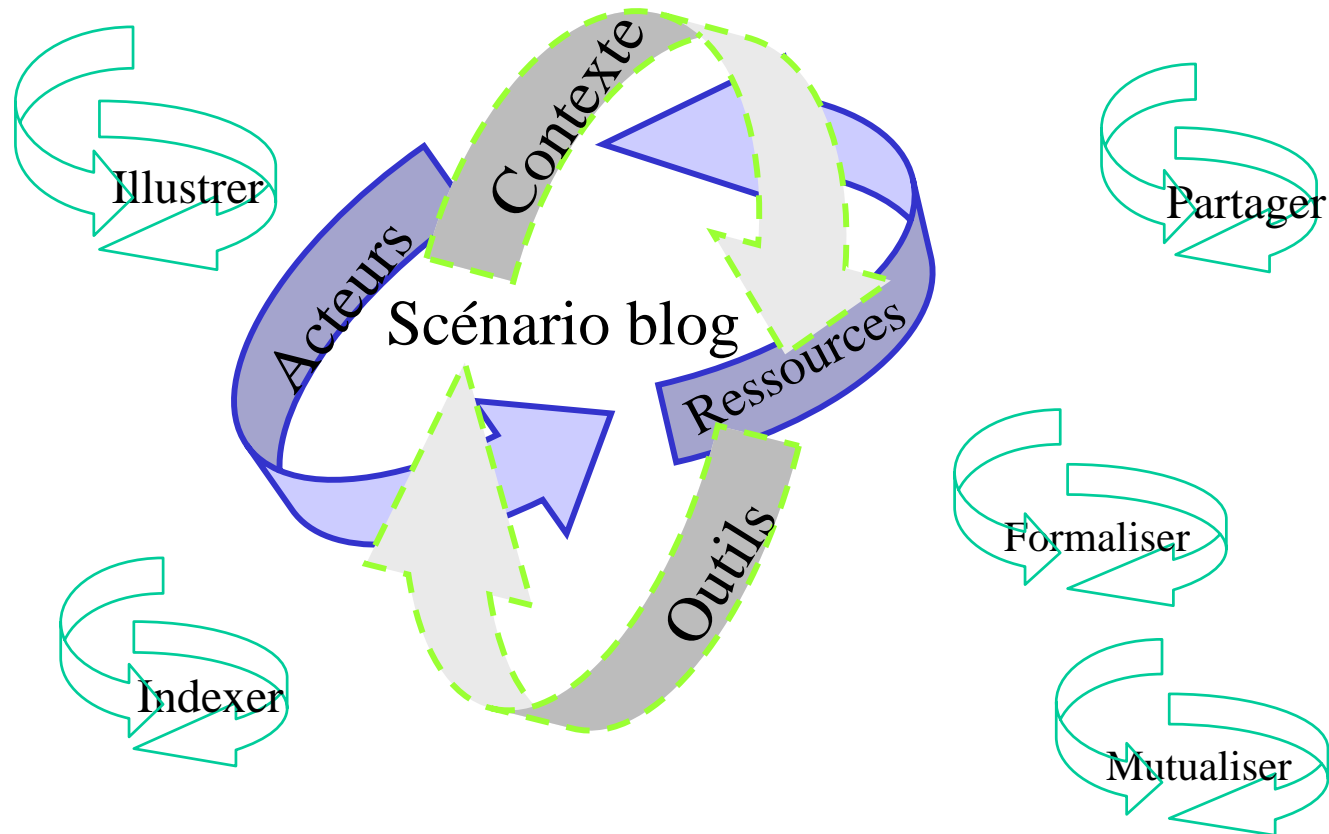 Contexte
Illustrer
Partager
Acteurs
Scénario blog
Ressources
Formaliser
Outils
Indexer
Mutualiser